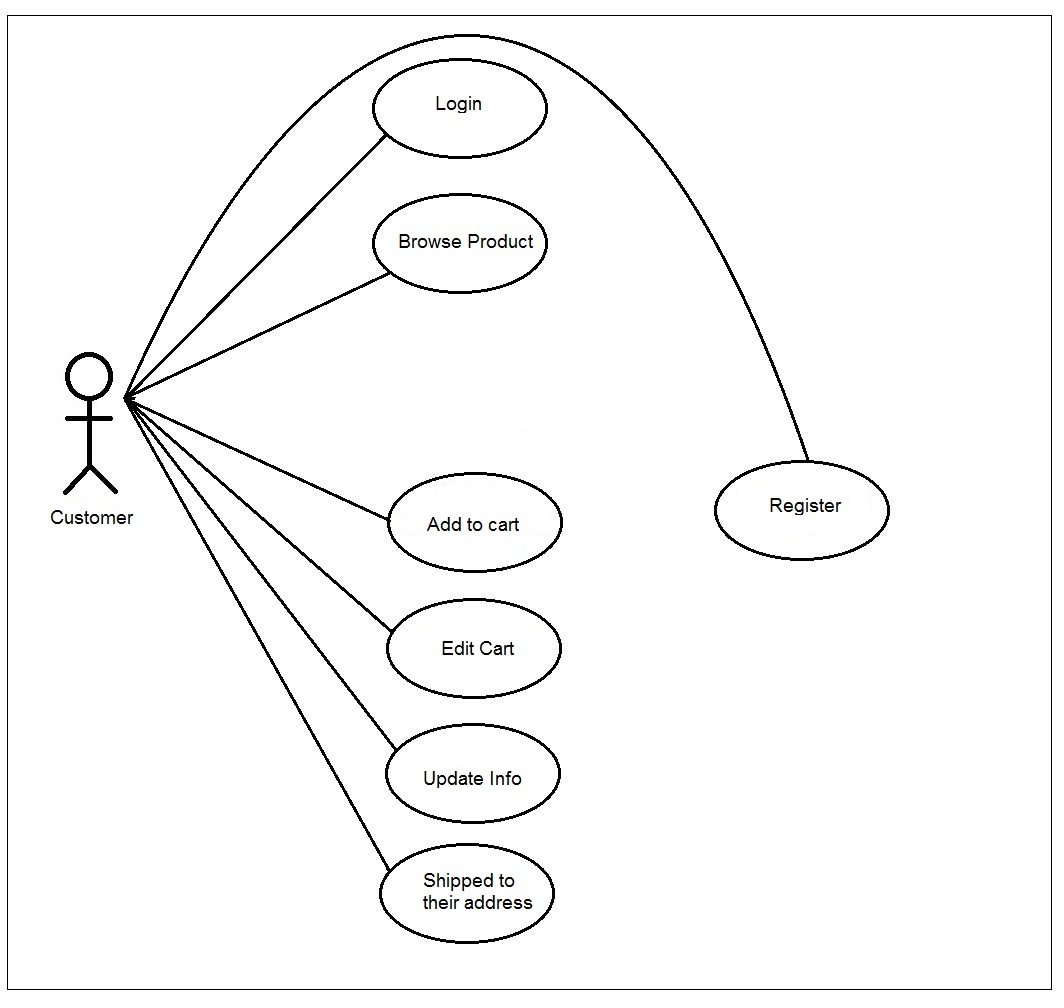 Login
Browse Product
Customer
Add to cart
Register
Edit Cart
Update Info
Shipped to
their address